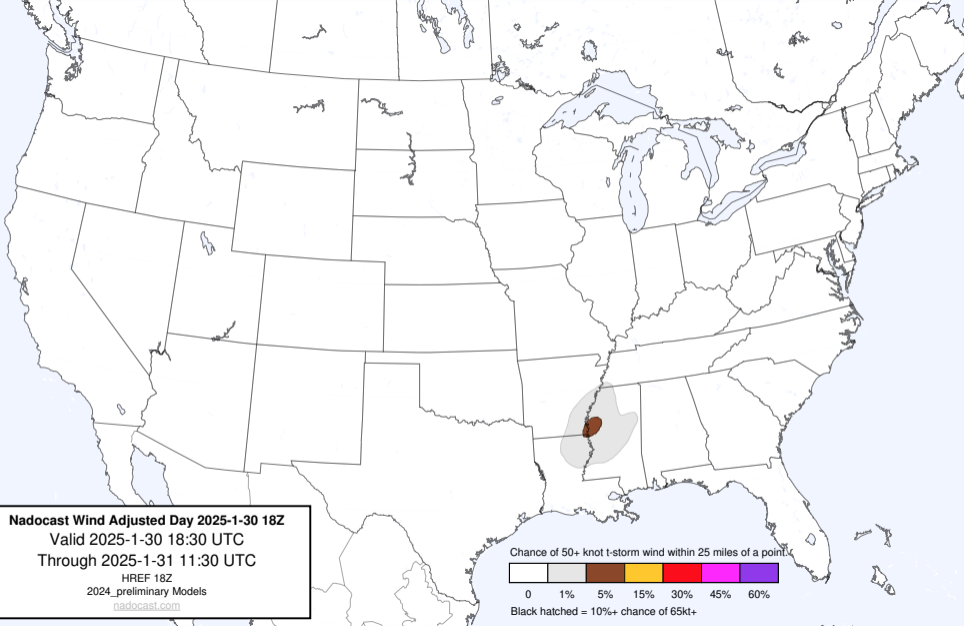 Nadocast Wind Adjusted Day 2025-1-30 18Z
Valid 2025-1-30 18:30 UTC
Through 2025-1-31 11:30 UTC
HREF 18Z
2024_preliminary Models
nadocast.com
Chance of 50+ knot t-storm wind within 25 miles of a point.
0 1% 5% 15% 30% 45% 60%
Black hatched = 10%+ chance of 65kt+